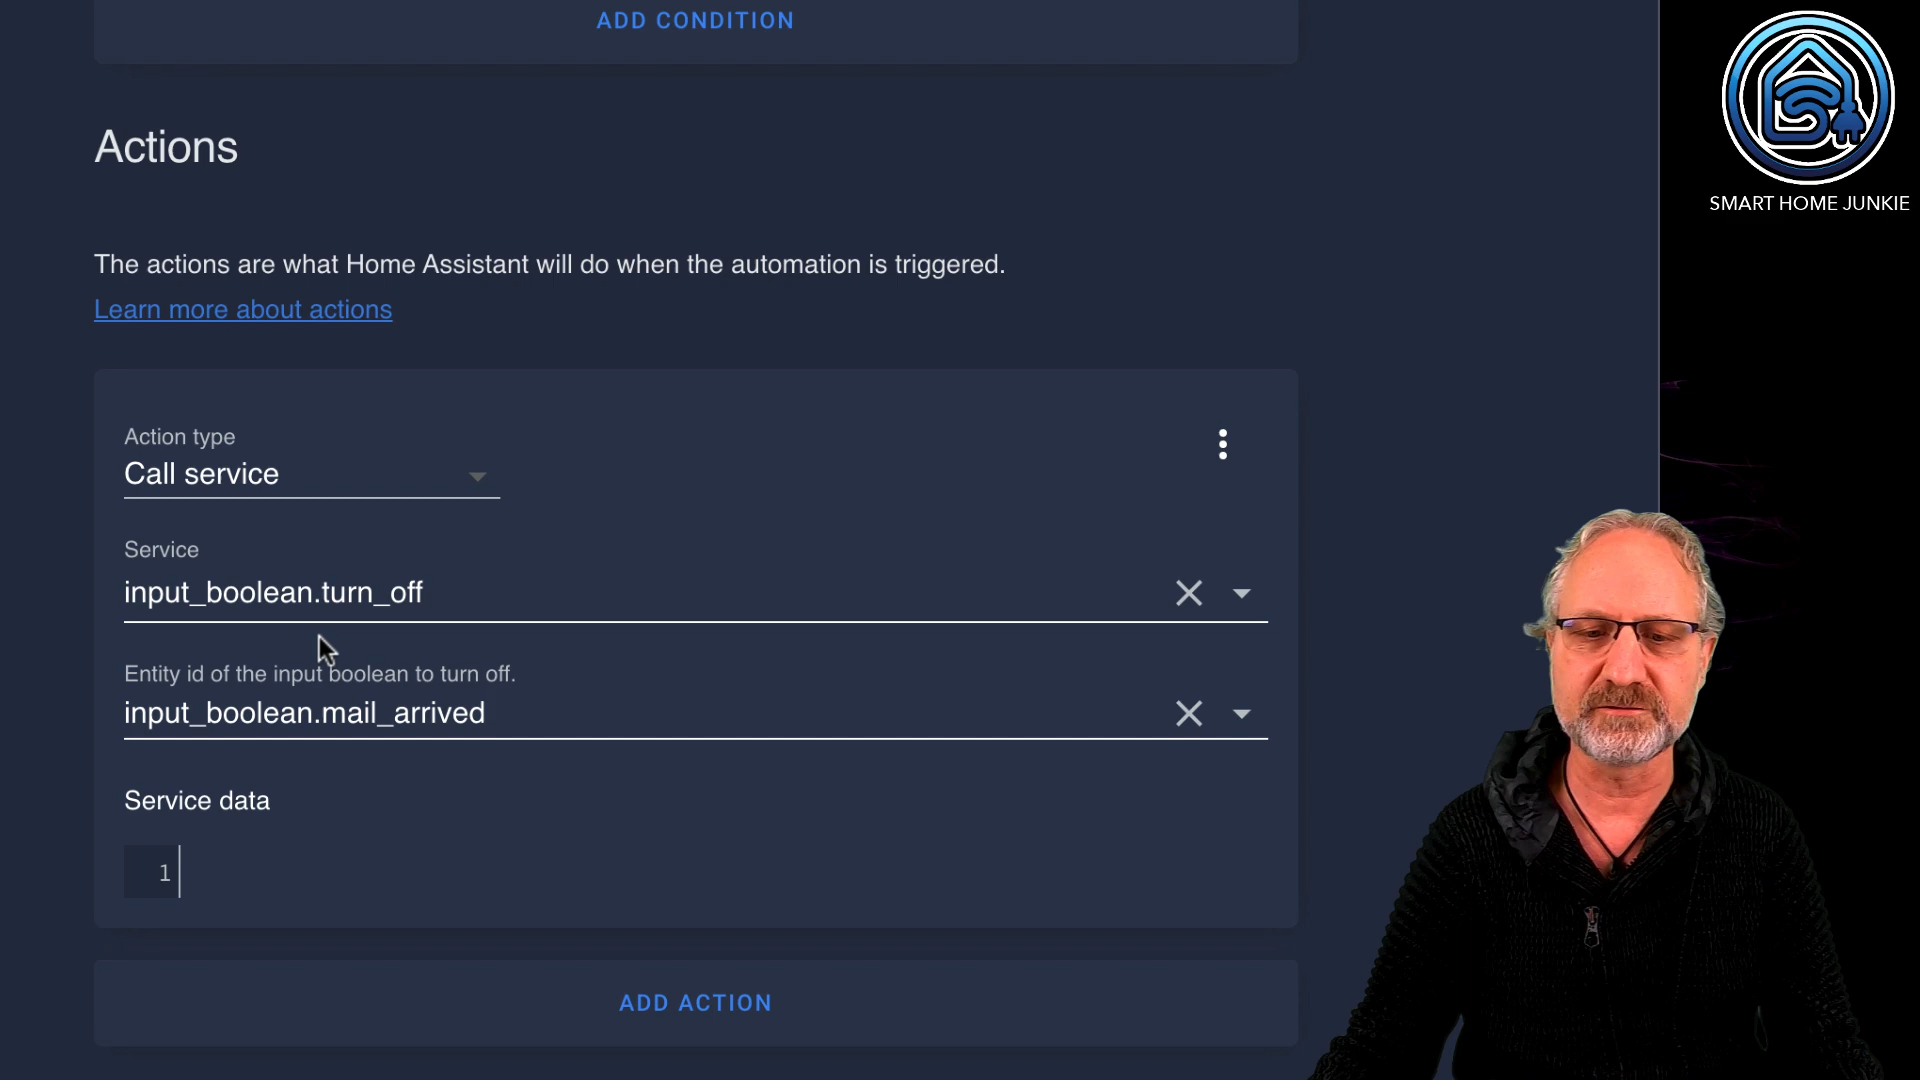 ADD CONDITION
SMART HOME JUNKIE
Actions
The actions are what Home Assistant will do when the automation is triggered.
Learn more about actions
Action type
Call service
Service
input_boolean.turn_off
Entity id of the input boolean to turn off.
input_boolean.mail_arrived
Service data
1
ADD ACTION